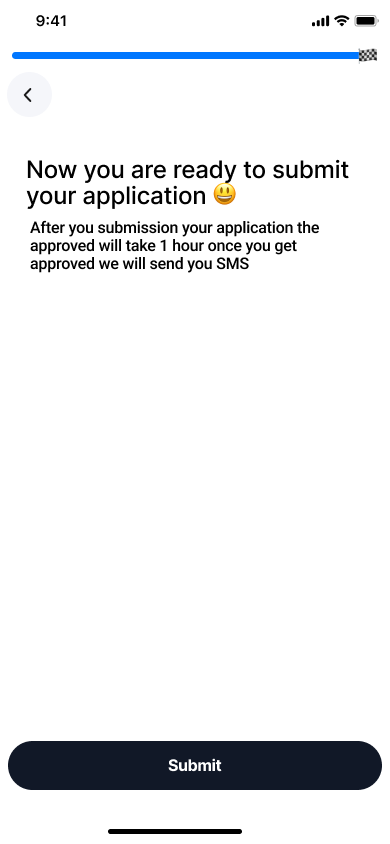 9:41
Now you are ready to submit
your application 😃
After you submission your application the
approved will take 1 hour once you get
approved we will send you SMS
Submit